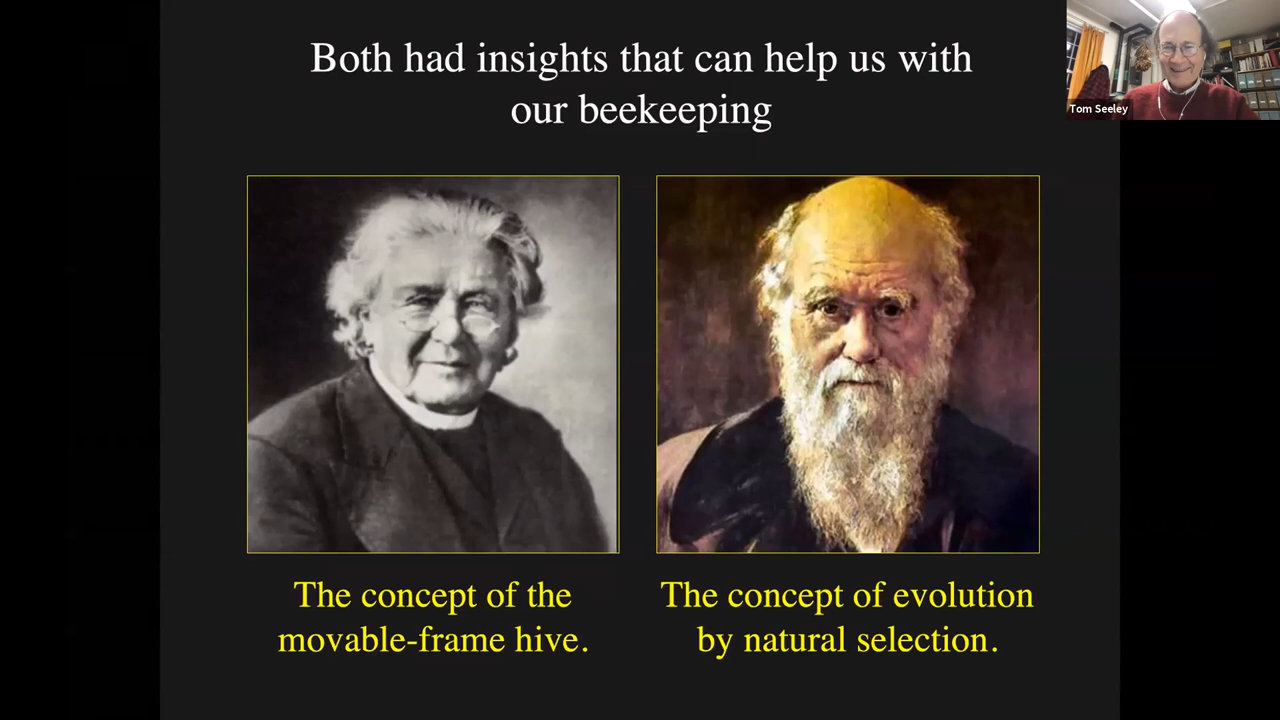 Both had insights that can help us with
our beekeeping
Tom Seeley
The concept of the
movable-frame hive.
The concept of evolution
by natural selection.